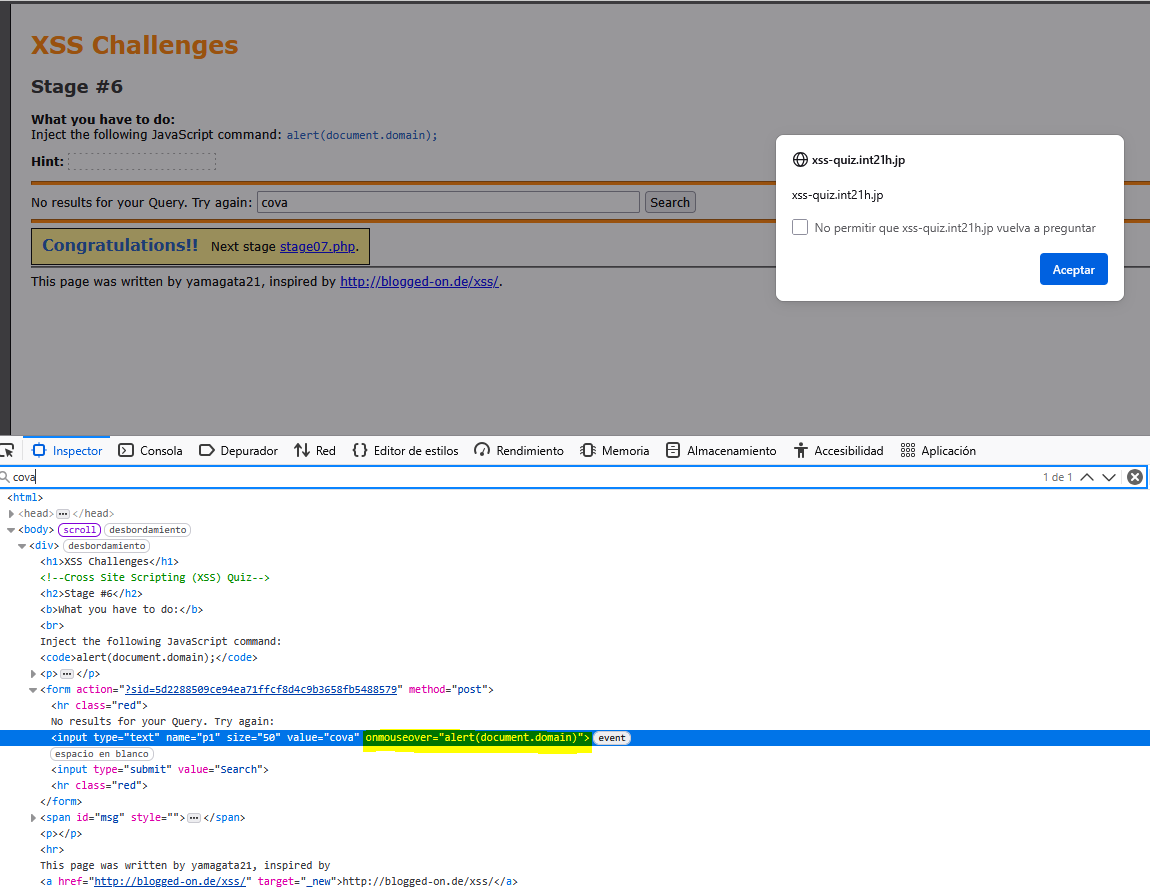 XSS Challenges
Stage #6
What you have to do:
Inject the following JavaScript command: alert(document.domain);
Hint:
No results for your Query. Try again: cova Search
Congratulations!! Next stage stage07.php.
This page was written by yamagata21, inspired by http://blogged-on.de/xss/.
xss-quiz.int21h.jp
xss-quiz.int21h.jp
No permitir que xss-quiz.int21h.jp vuelva a preguntar
Aceptar
Inspector Consola Depurador Red Editor de estilos Rendimiento Memoria Almacenamiento Accesibilidad Aplicación
cova 1 de 1
<html>
<head> ••• </head>
<body> scroll desbordamiento
<div> desbordamiento
<h1>XSS Challenges</h1>
<!--Cross Site Scripting (XSS) Quiz-->
<h2>Stage #6</h2>
<b>What you have to do:</b>
<br>
Inject the following JavaScript command:
<code>alert(document.domain);</code>
<p> ••• </p>
<form action="?sid=5d2288509ce94ea71ffcf8d4c9b3658fb5488579" method="post">
<hr class="red">
No results for your Query. Try again:
<input type="text" name="p1" size="50" value="cova" onmouseover="alert(document.domain)"> event
espacio en blanco
<input type="submit" value="Search">
<hr class="red">
</form>
<span id="msg" style=""> ••• </span>
<p></p>
<hr>
This page was written by yamagata21, inspired by
<a href="http://blogged-on.de/xss/" target="_new">http://blogged-on.de/xss/</a>